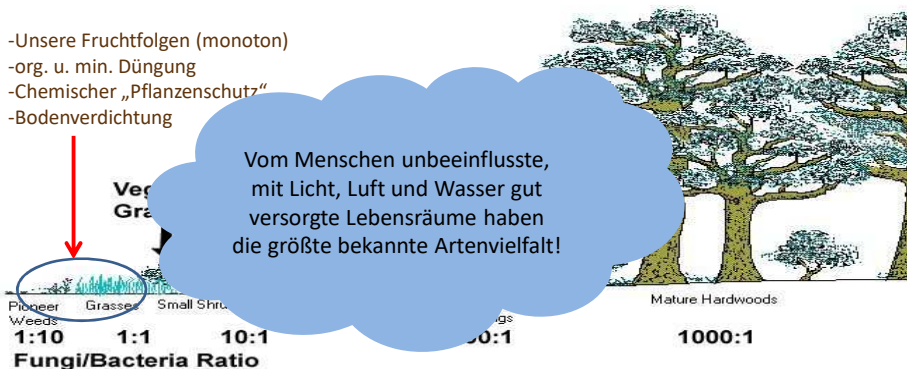 -Unsere Fruchtfolgen (monoton)
-org. u. min. Düngung
-Chemischer „Pflanzenschutz“
-Bodenverdichtung
Vom Menschen unbeeinflusste,
mit Licht, Luft und Wasser gut
versorgte Lebensräume haben
die größte bekannte Artenvielfalt!
Pioneer Weeds
Grasses
Small
Mature Hardwoods
1:10 1:1 10:1 1000:1
Fungi/Bacteria Ratio